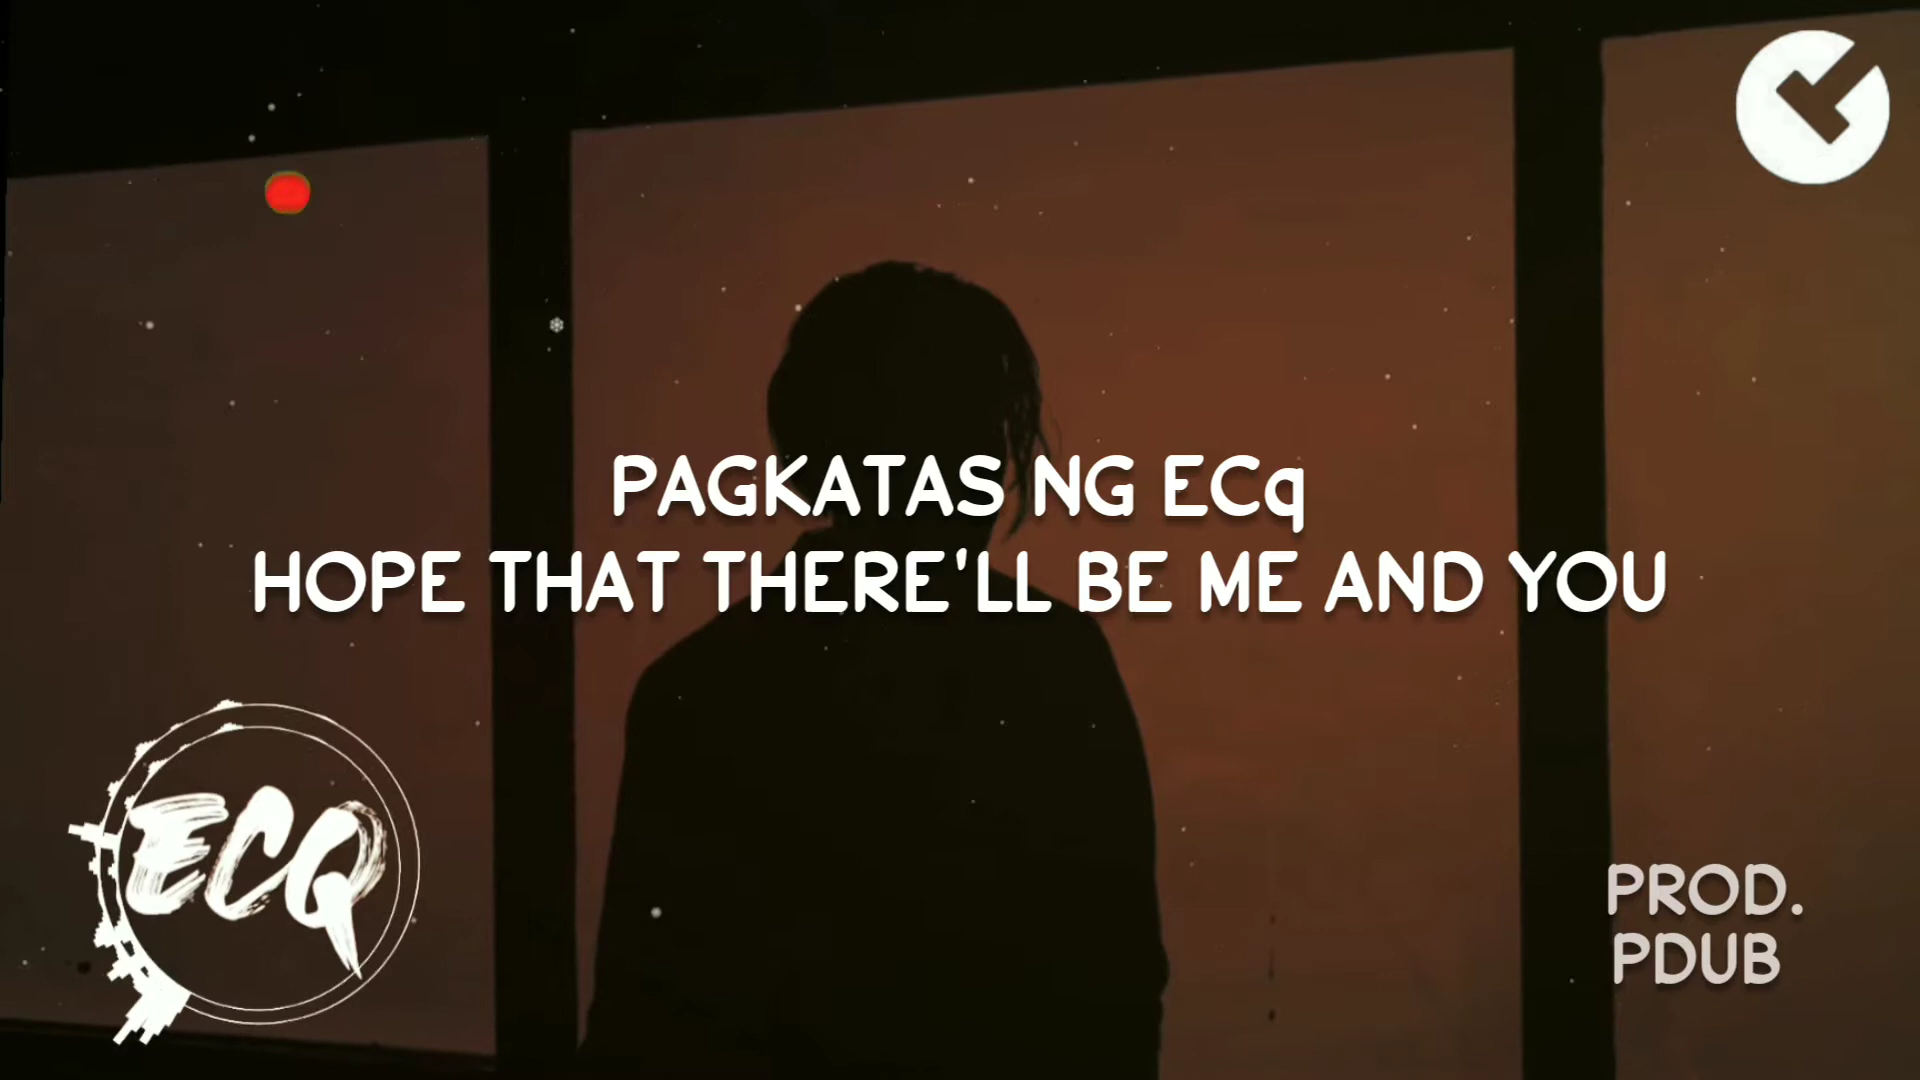 PAGKATAS NG ECq
HOPE THAT THERE'LL BE ME AND YOU
ECQ
PROD.
PDUB